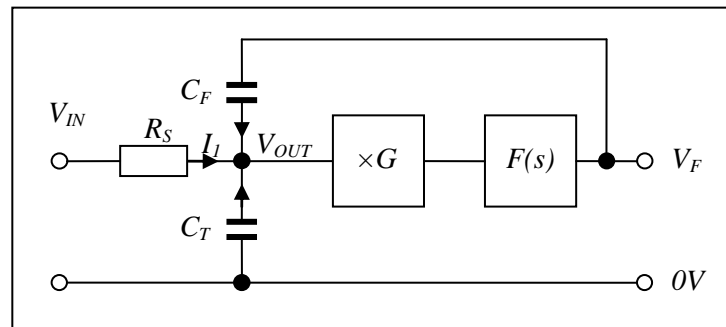 C_F
V_IN
R_S
I_1
V_OUT
×G
F(s)
V_F
C_T
0V